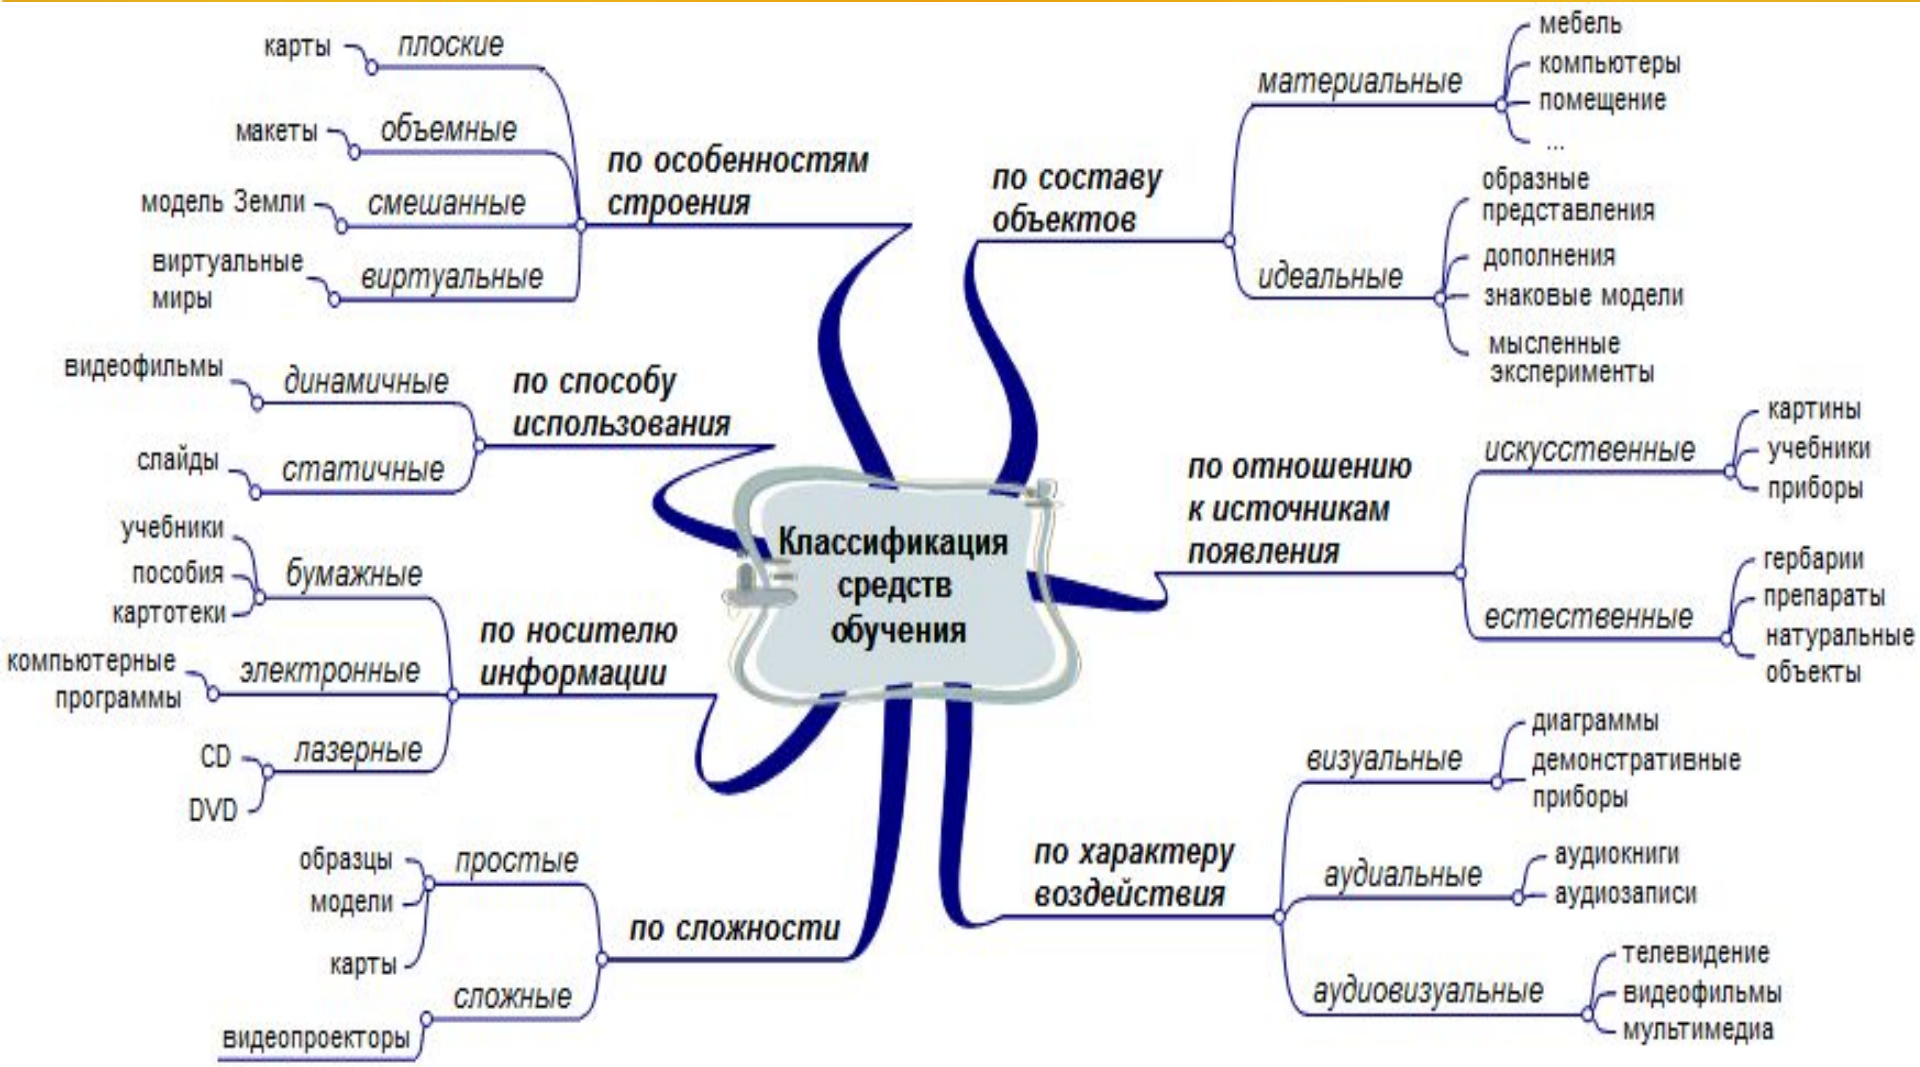 Классификация
средств
обучения
по составу
объектов
материальные
мебель
компьютеры
помещение
...
идеальные
образные
представления
дополнения
знаковые модели
мысленные
эксперименты
по отношению
к источникам
появления
искусственные
картины
учебники
приборы
естественные
гербарии
препараты
натуральные
объекты
по характеру
воздействия
визуальные
диаграммы
демонстративные
приборы
аудиальные
аудиокниги
аудиозаписи
аудиовизуальные
телевидение
видеофильмы
мультимедиа
по особенностям
строения
плоские
карты
объемные
макеты
смешанные
модель Земли
виртуальные
виртуальные
миры
по способу
использования
динамичные
видеофильмы
статичные
слайды
по носителю
информации
бумажные
учебники
пособия
картотеки
электронные
компьютерные
программы
лазерные
CD
DVD
по сложности
простые
образцы
модели
карты
сложные
видеопроекторы